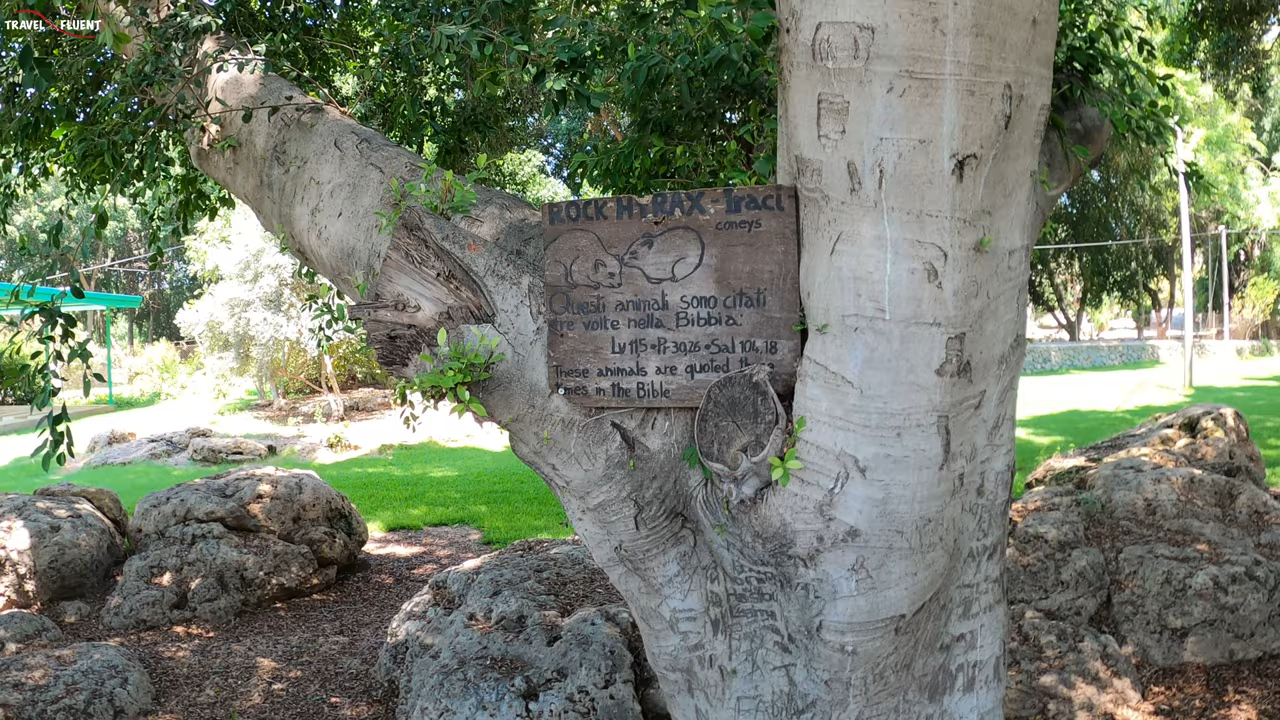 TRAVEL FLUENT
ROCK HYRAX - Iraci
coneys
Questi animali sono citati
tre volte nella Bibbia.
Lv 11,5 • Pr 30,26 • Sal 104,18
These animals are quoted three
times in the Bible